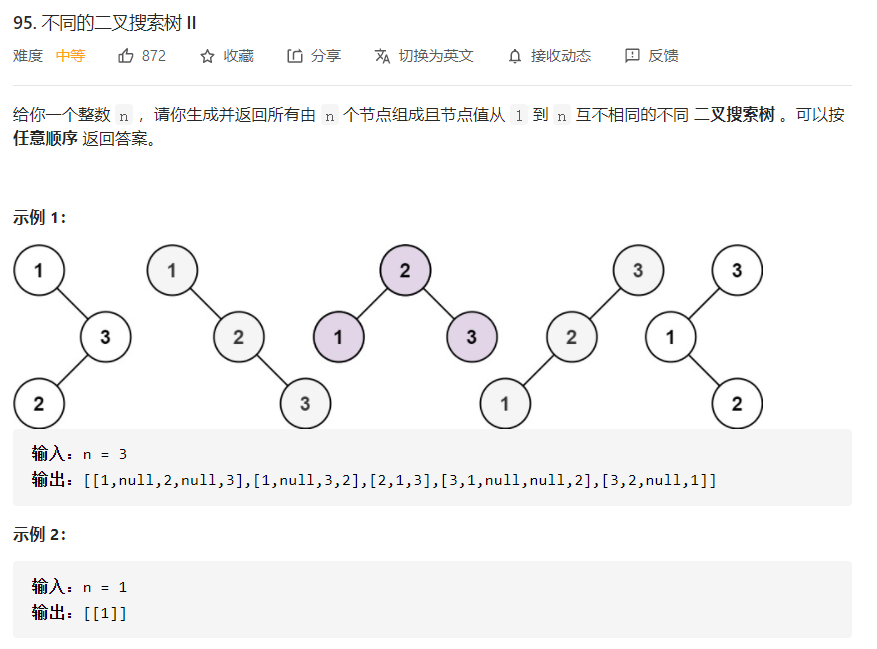 95. 不同的二叉搜索树 II
难度 中等 872 收藏 分享 切换为英文 接收动态 反馈
给你一个整数 n ，请你生成并返回所有由 n 个节点组成且节点值从 1 到 n 互不相同的不同 二叉搜索树 。可以按
任意顺序 返回答案。
示例 1：
1 1 2 3 3
3 2 1 3 2 1
2 3 1 2
输入：n = 3
输出：[[1,null,2,null,3],[1,null,3,2],[2,1,3],[3,1,null,null,2],[3,2,null,1]]
示例 2：
输入：n = 1
输出：[[1]]